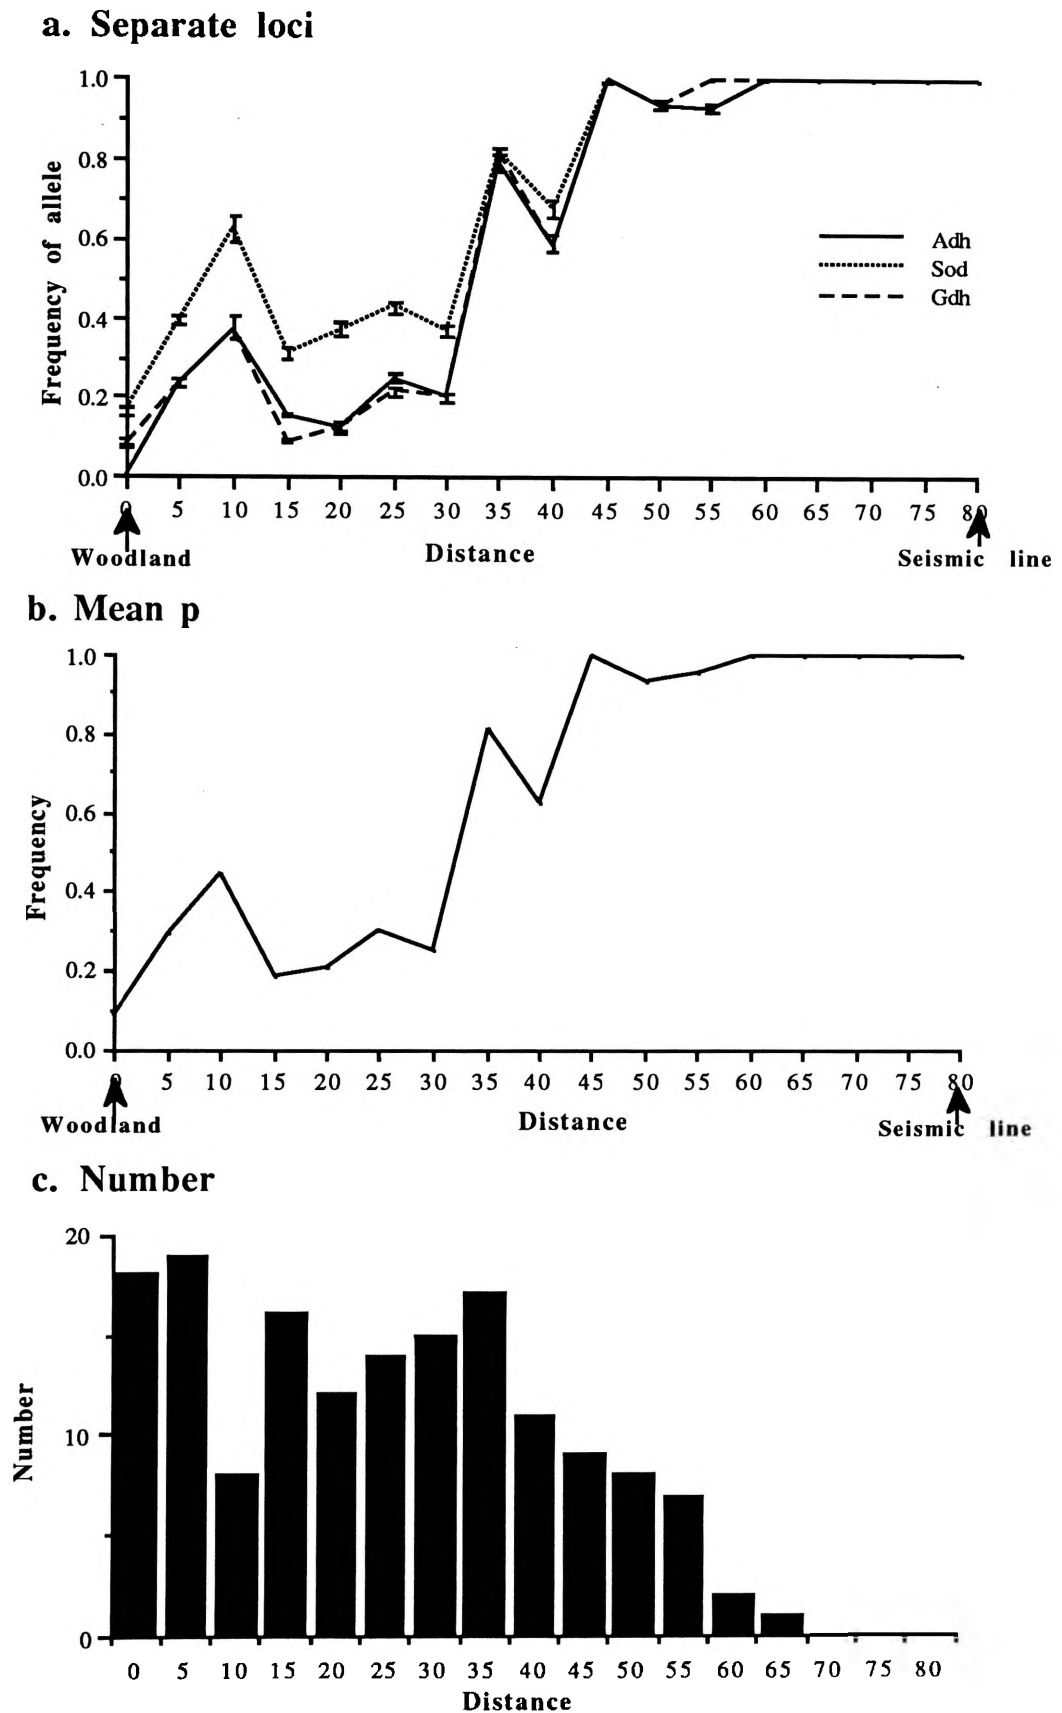 a. Separate loci
1.0
0.8
0.6
0.4
0.2
0.0
Frequency of allele
Adh
Sod
Gdh
0 5 10 15 20 25 30 35 40 45 50 55 60 65 70 75 80
Woodland Distance Seismic line
b. Mean p
1.0
0.8
0.6
0.4
0.2
0.0
Frequency
0 5 10 15 20 25 30 35 40 45 50 55 60 65 70 75 80
Woodland Distance Seismic line
c. Number
20
10
0
Number
0 5 10 15 20 25 30 35 40 45 50 55 60 65 70 75 80
Distance